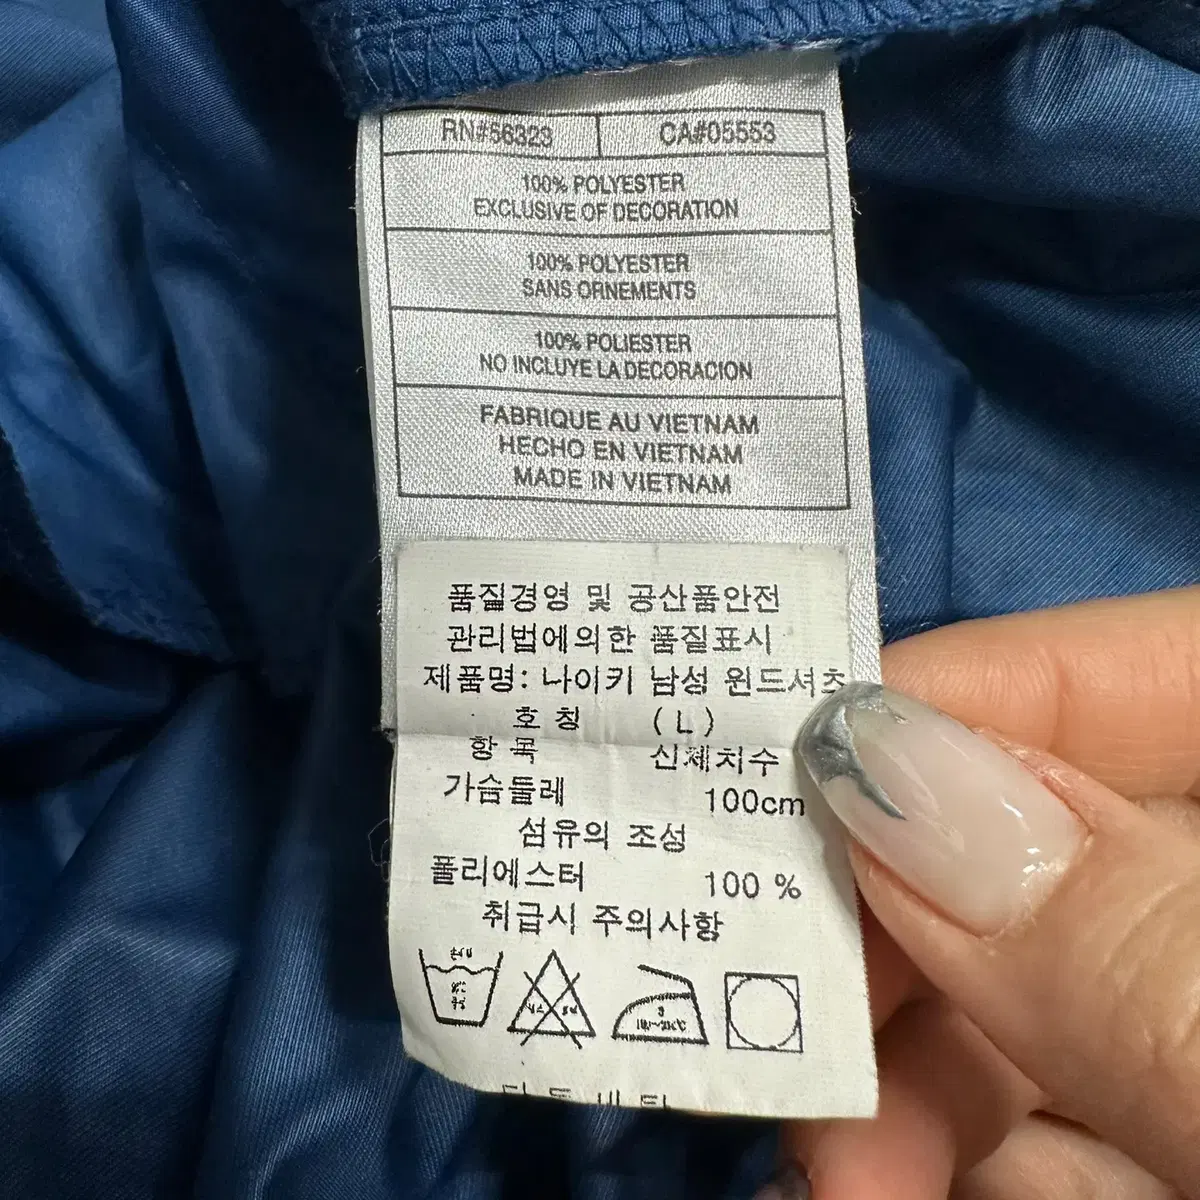 RN#56323 CA#05553
100% POLYESTER
EXCLUSIVE OF DECORATION
100% POLYESTER
SANS ORNEMENTS
100% POLIESTER
NO INCLUYE LA DECORACION
FABRIQUE AU VIETNAM
HECHO EN VIETNAM
MADE IN VIETNAM
품질경영 및 공산품안전
관리법에의한 품질표시
제품명: 나이키 남성 윈드셔츠
호칭 (L)
항목 신체치수
가슴둘레 100cm
섬유의 조성
폴리에스터 100 %
취급시 주의사항